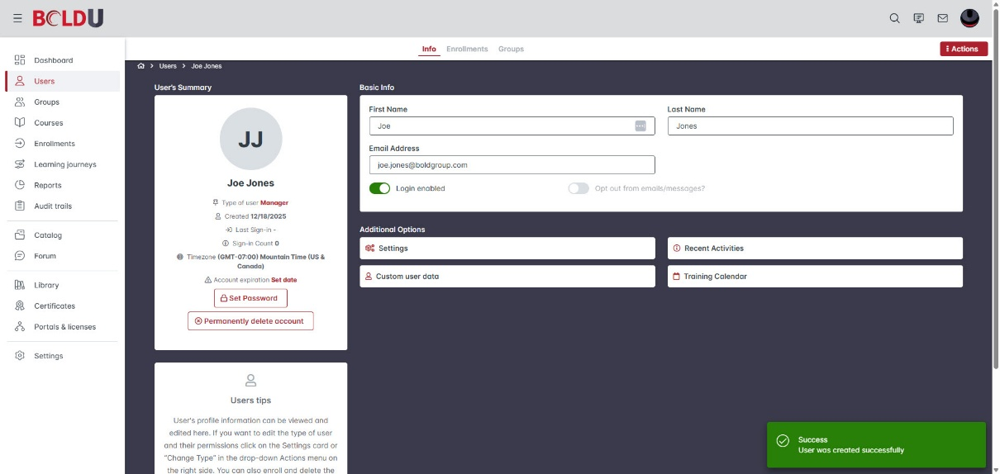 BOLDU
Info
Enrollments
Groups
Actions
Users
Joe Jones
Dashboard
Users
Groups
Courses
Enrollments
Learning journeys
Reports
Audit trails
Catalog
Forum
Library
Certificates
Portals & licenses
Settings
User's Summary
JJ
Joe Jones
Type of user Manager
Created 12/18/2025
Last Sign-in -
Sign-in Count 0
Timezone (GMT-07:00) Mountain Time (US &
Canada)
Account expiration Set date
Set Password
Permanently delete account
Users tips
User's profile information can be viewed and
edited here. If you want to edit the type of user
and their permissions click on the Settings card or
"Change Type" in the drop-down Actions menu on
the right side. You can also enroll and delete the
Basic Info
First Name
Joe
Last Name
Jones
Email Address
joe.jones@boldgroup.com
Login enabled
Opt out from emails/messages?
Additional Options
Settings
Recent Activities
Custom user data
Training Calendar
Success
User was created successfully